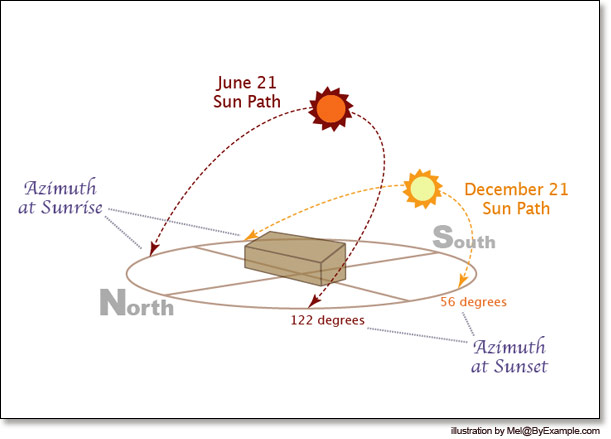 June 21
Sun Path
Azimuth
at Sunrise
December 21
Sun Path
South
North
56 degrees
122 degrees
Azimuth
at Sunset
illustration by Mel@ByExample.com